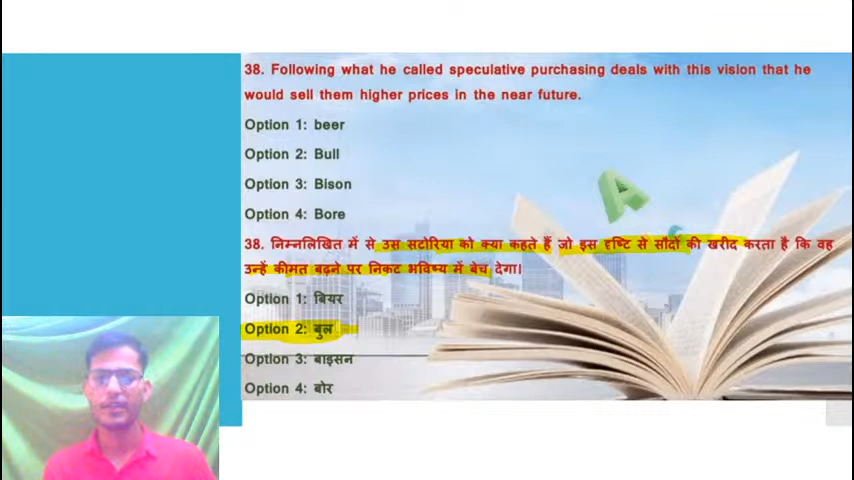 38. Following what he called speculative purchasing deals with this vision that he
would sell them higher prices in the near future.
Option 1: beer
Option 2: Bull
Option 3: Bison
Option 4: Bore
38. निम्नलिखित में से उस सटोरिया को क्या कहते हैं जो इस दृष्टि से सौदों की खरीद करता है कि वह
उन्हें कीमत बढ़ने पर निकट भविष्य में बेच देगा।
Option 1: बियर
Option 2: बुल
Option 3: बाइसन
Option 4: बोर
A